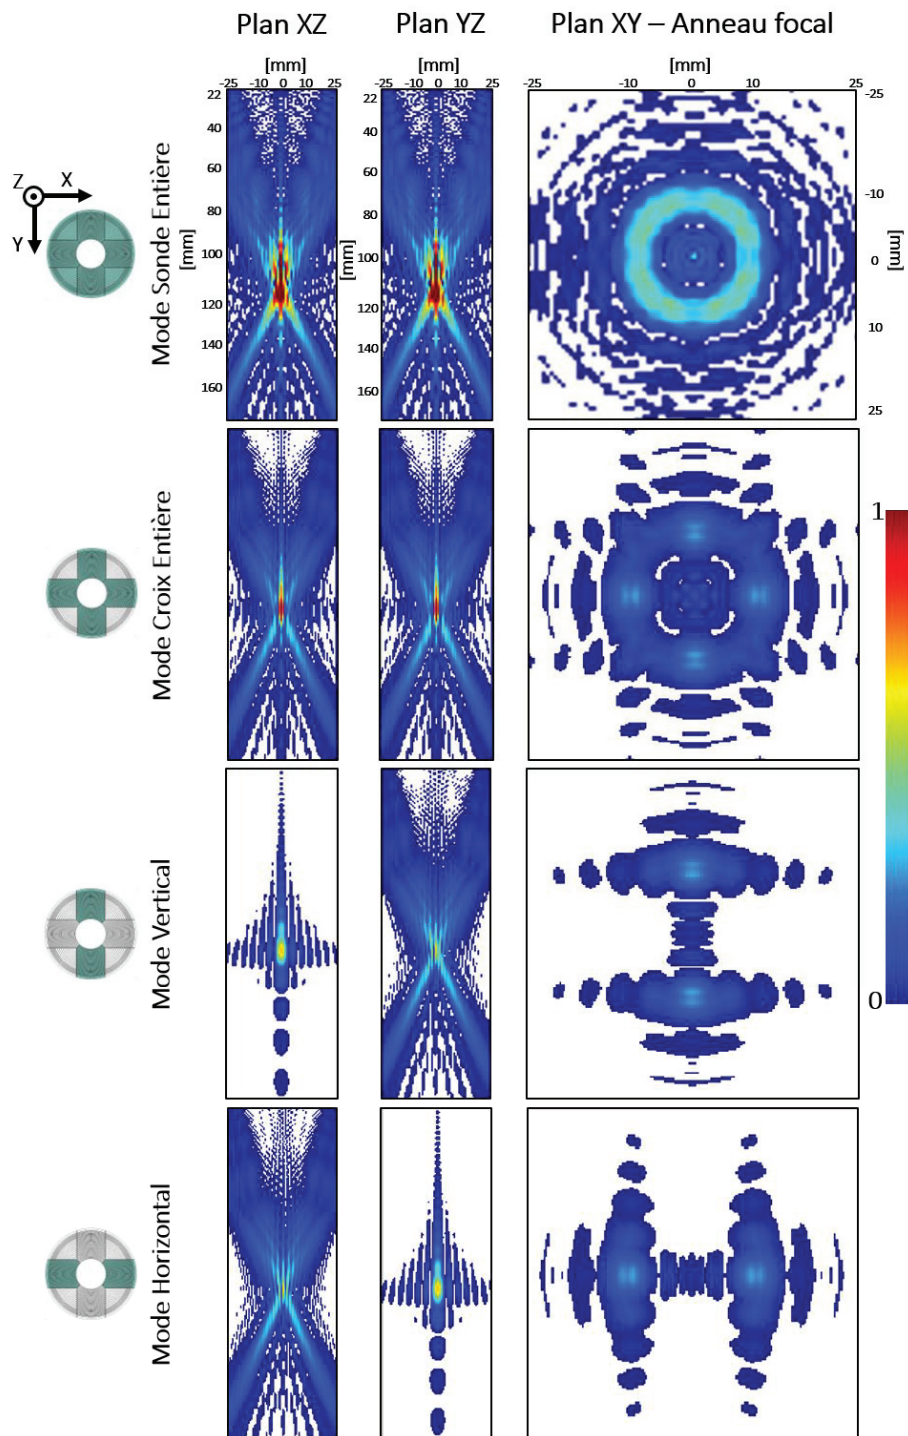 Plan XZ Plan YZ Plan XY – Anneau focal
[mm] [mm] [mm]
-25 -10 0 10 25 -25 -10 0 10 25 -25 -10 10 25
22 40 60 80 100 120 140 160
[mm]
22 40 60 80 100 120 140 160
[mm]
-25 -10 0 10 25
[mm]
Z X
Y
Mode Sonde Entière
Mode Croix Entière
1
0
Mode Vertical
Mode Horizontal